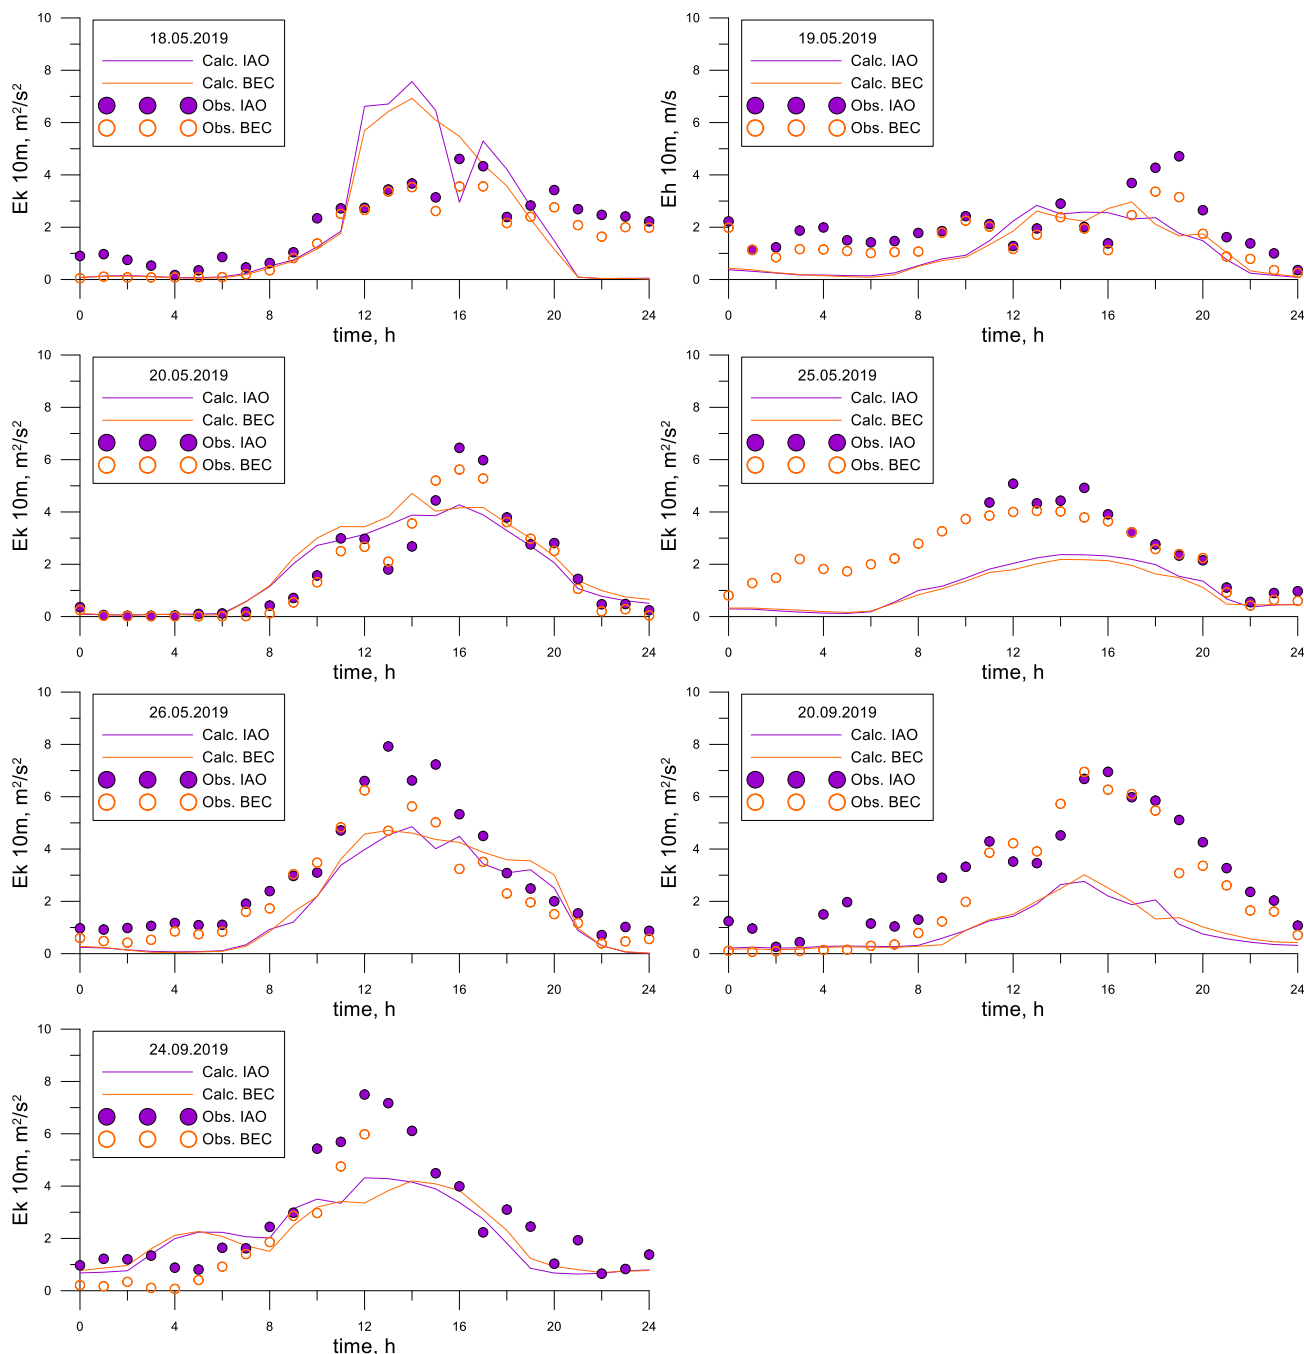 18.05.2019
Calc. IAO
Calc. BEC
Obs. IAO
Obs. BEC
Ek 10m, m²/s²
0 2 4 6 8 10
0 4 8 12 16 20 24
time, h
19.05.2019
Calc. IAO
Calc. BEC
Obs. IAO
Obs. BEC
Eh 10m, m/s
0 2 4 6 8 10
0 4 8 12 16 20 24
time, h
20.05.2019
Calc. IAO
Calc. BEC
Obs. IAO
Obs. BEC
Ek 10m, m²/s²
0 2 4 6 8 10
0 4 8 12 16 20 24
time, h
25.05.2019
Calc. IAO
Calc. BEC
Obs. IAO
Obs. BEC
Ek 10m, m²/s²
0 2 4 6 8 10
0 4 8 12 16 20 24
time, h
26.05.2019
Calc. IAO
Calc. BEC
Obs. IAO
Obs. BEC
Ek 10m, m²/s²
0 2 4 6 8 10
0 4 8 12 16 20 24
time, h
20.09.2019
Calc. IAO
Calc. BEC
Obs. IAO
Obs. BEC
Ek 10m, m²/s²
0 2 4 6 8 10
0 4 8 12 16 20 24
time, h
24.09.2019
Calc. IAO
Calc. BEC
Obs. IAO
Obs. BEC
Ek 10m, m²/s²
0 2 4 6 8 10
0 4 8 12 16 20 24
time, h